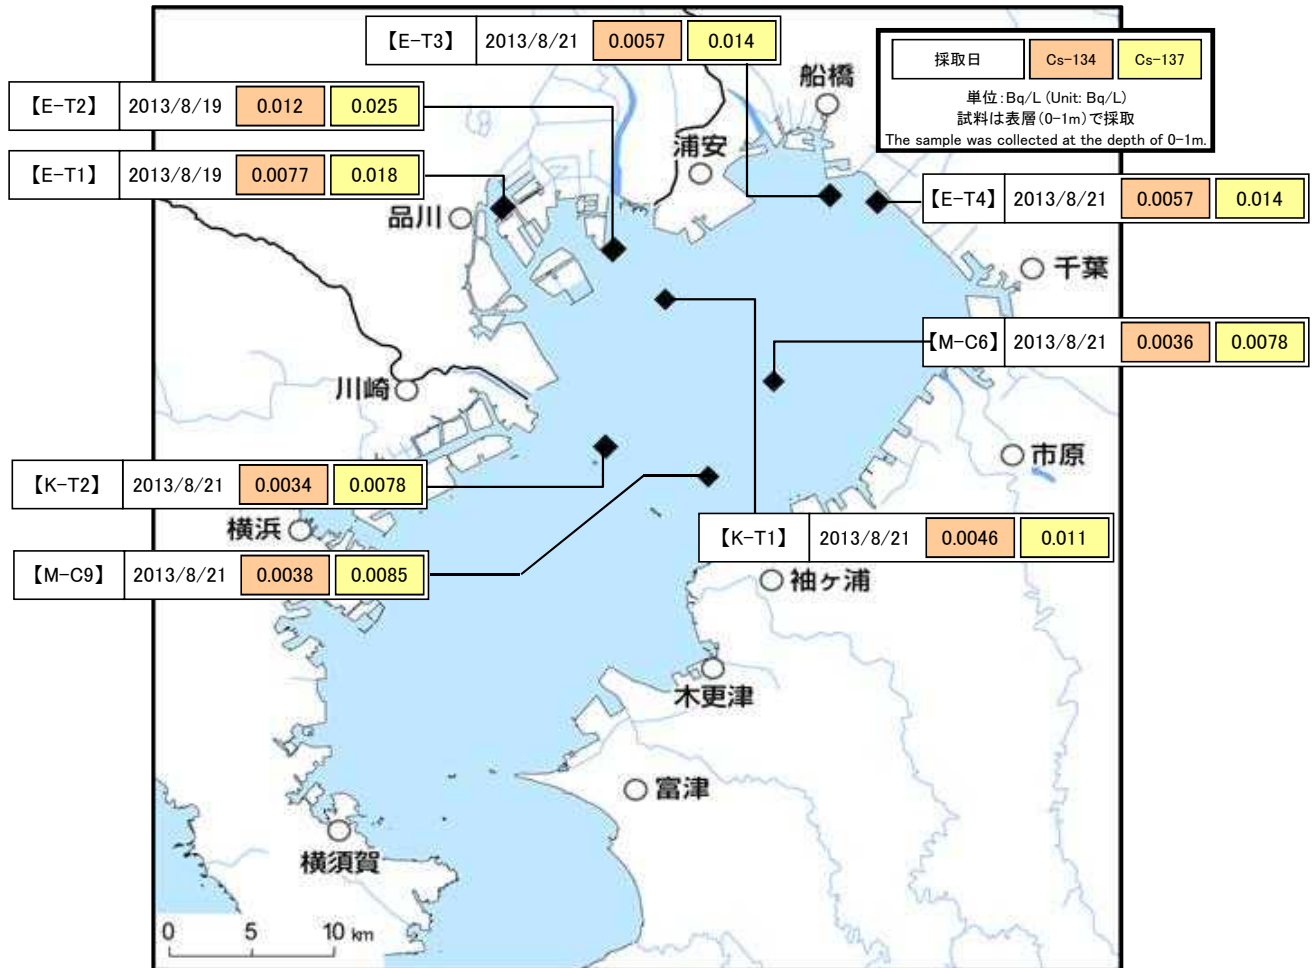 【E-T3】 2013/8/21 0.0057 0.014
採取日 Cs-134 Cs-137
単位:Bq/L (Unit: Bq/L)
試料は表層(0-1m)で採取
The sample was collected at the depth of 0-1m.
船橋
【E-T2】 2013/8/19 0.012 0.025
浦安
【E-T1】 2013/8/19 0.0077 0.018
【E-T4】 2013/8/21 0.0057 0.014
品川
千葉
【M-C6】 2013/8/21 0.0036 0.0078
川崎
市原
【K-T2】 2013/8/21 0.0034 0.0078
横浜
【K-T1】 2013/8/21 0.0046 0.011
【M-C9】 2013/8/21 0.0038 0.0085
袖ヶ浦
木更津
富津
横須賀
0 5 10 km